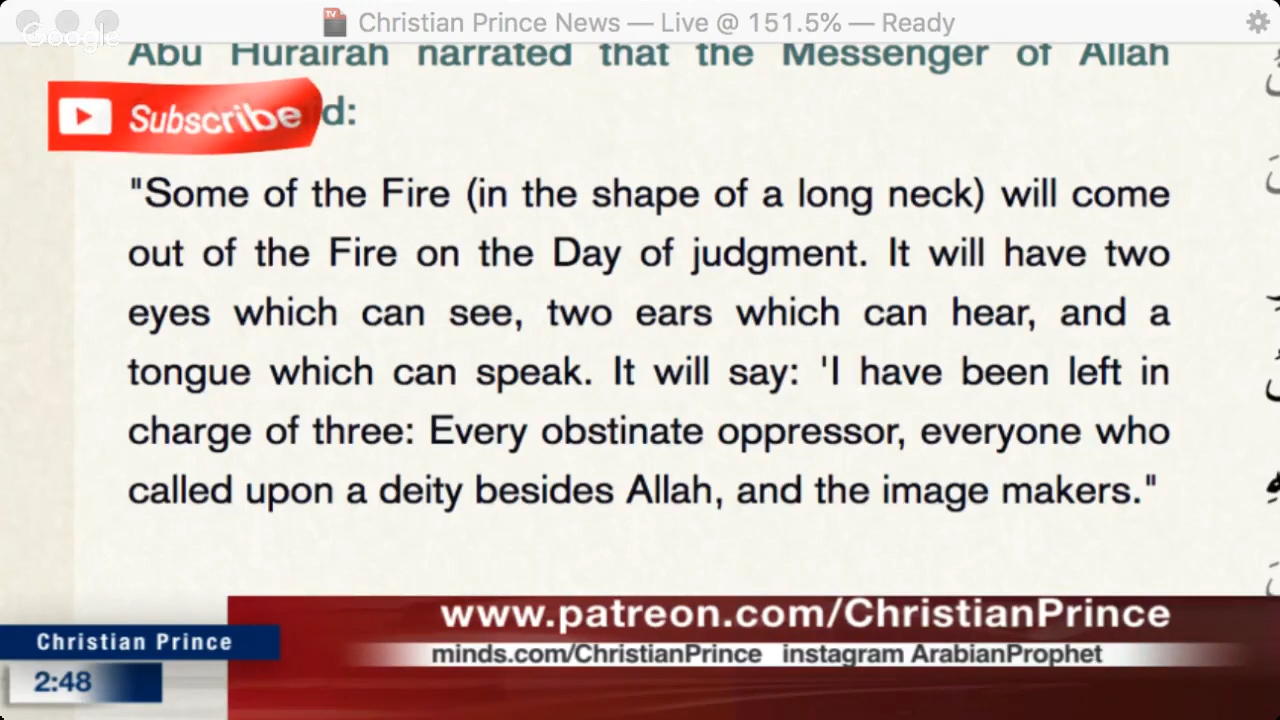 Christian Prince News — Live @ 151.5% — Ready
Google
Abu Hurairah narrated that the Messenger of Allah
Subscribe d:
"Some of the Fire (in the shape of a long neck) will come
out of the Fire on the Day of judgment. It will have two
eyes which can see, two ears which can hear, and a
tongue which can speak. It will say: 'I have been left in
charge of three: Every obstinate oppressor, everyone who
called upon a deity besides Allah, and the image makers."
www.patreon.com/ChristianPrince
Christian Prince
minds.com/ChristianPrince instagram ArabianProphet
2:48